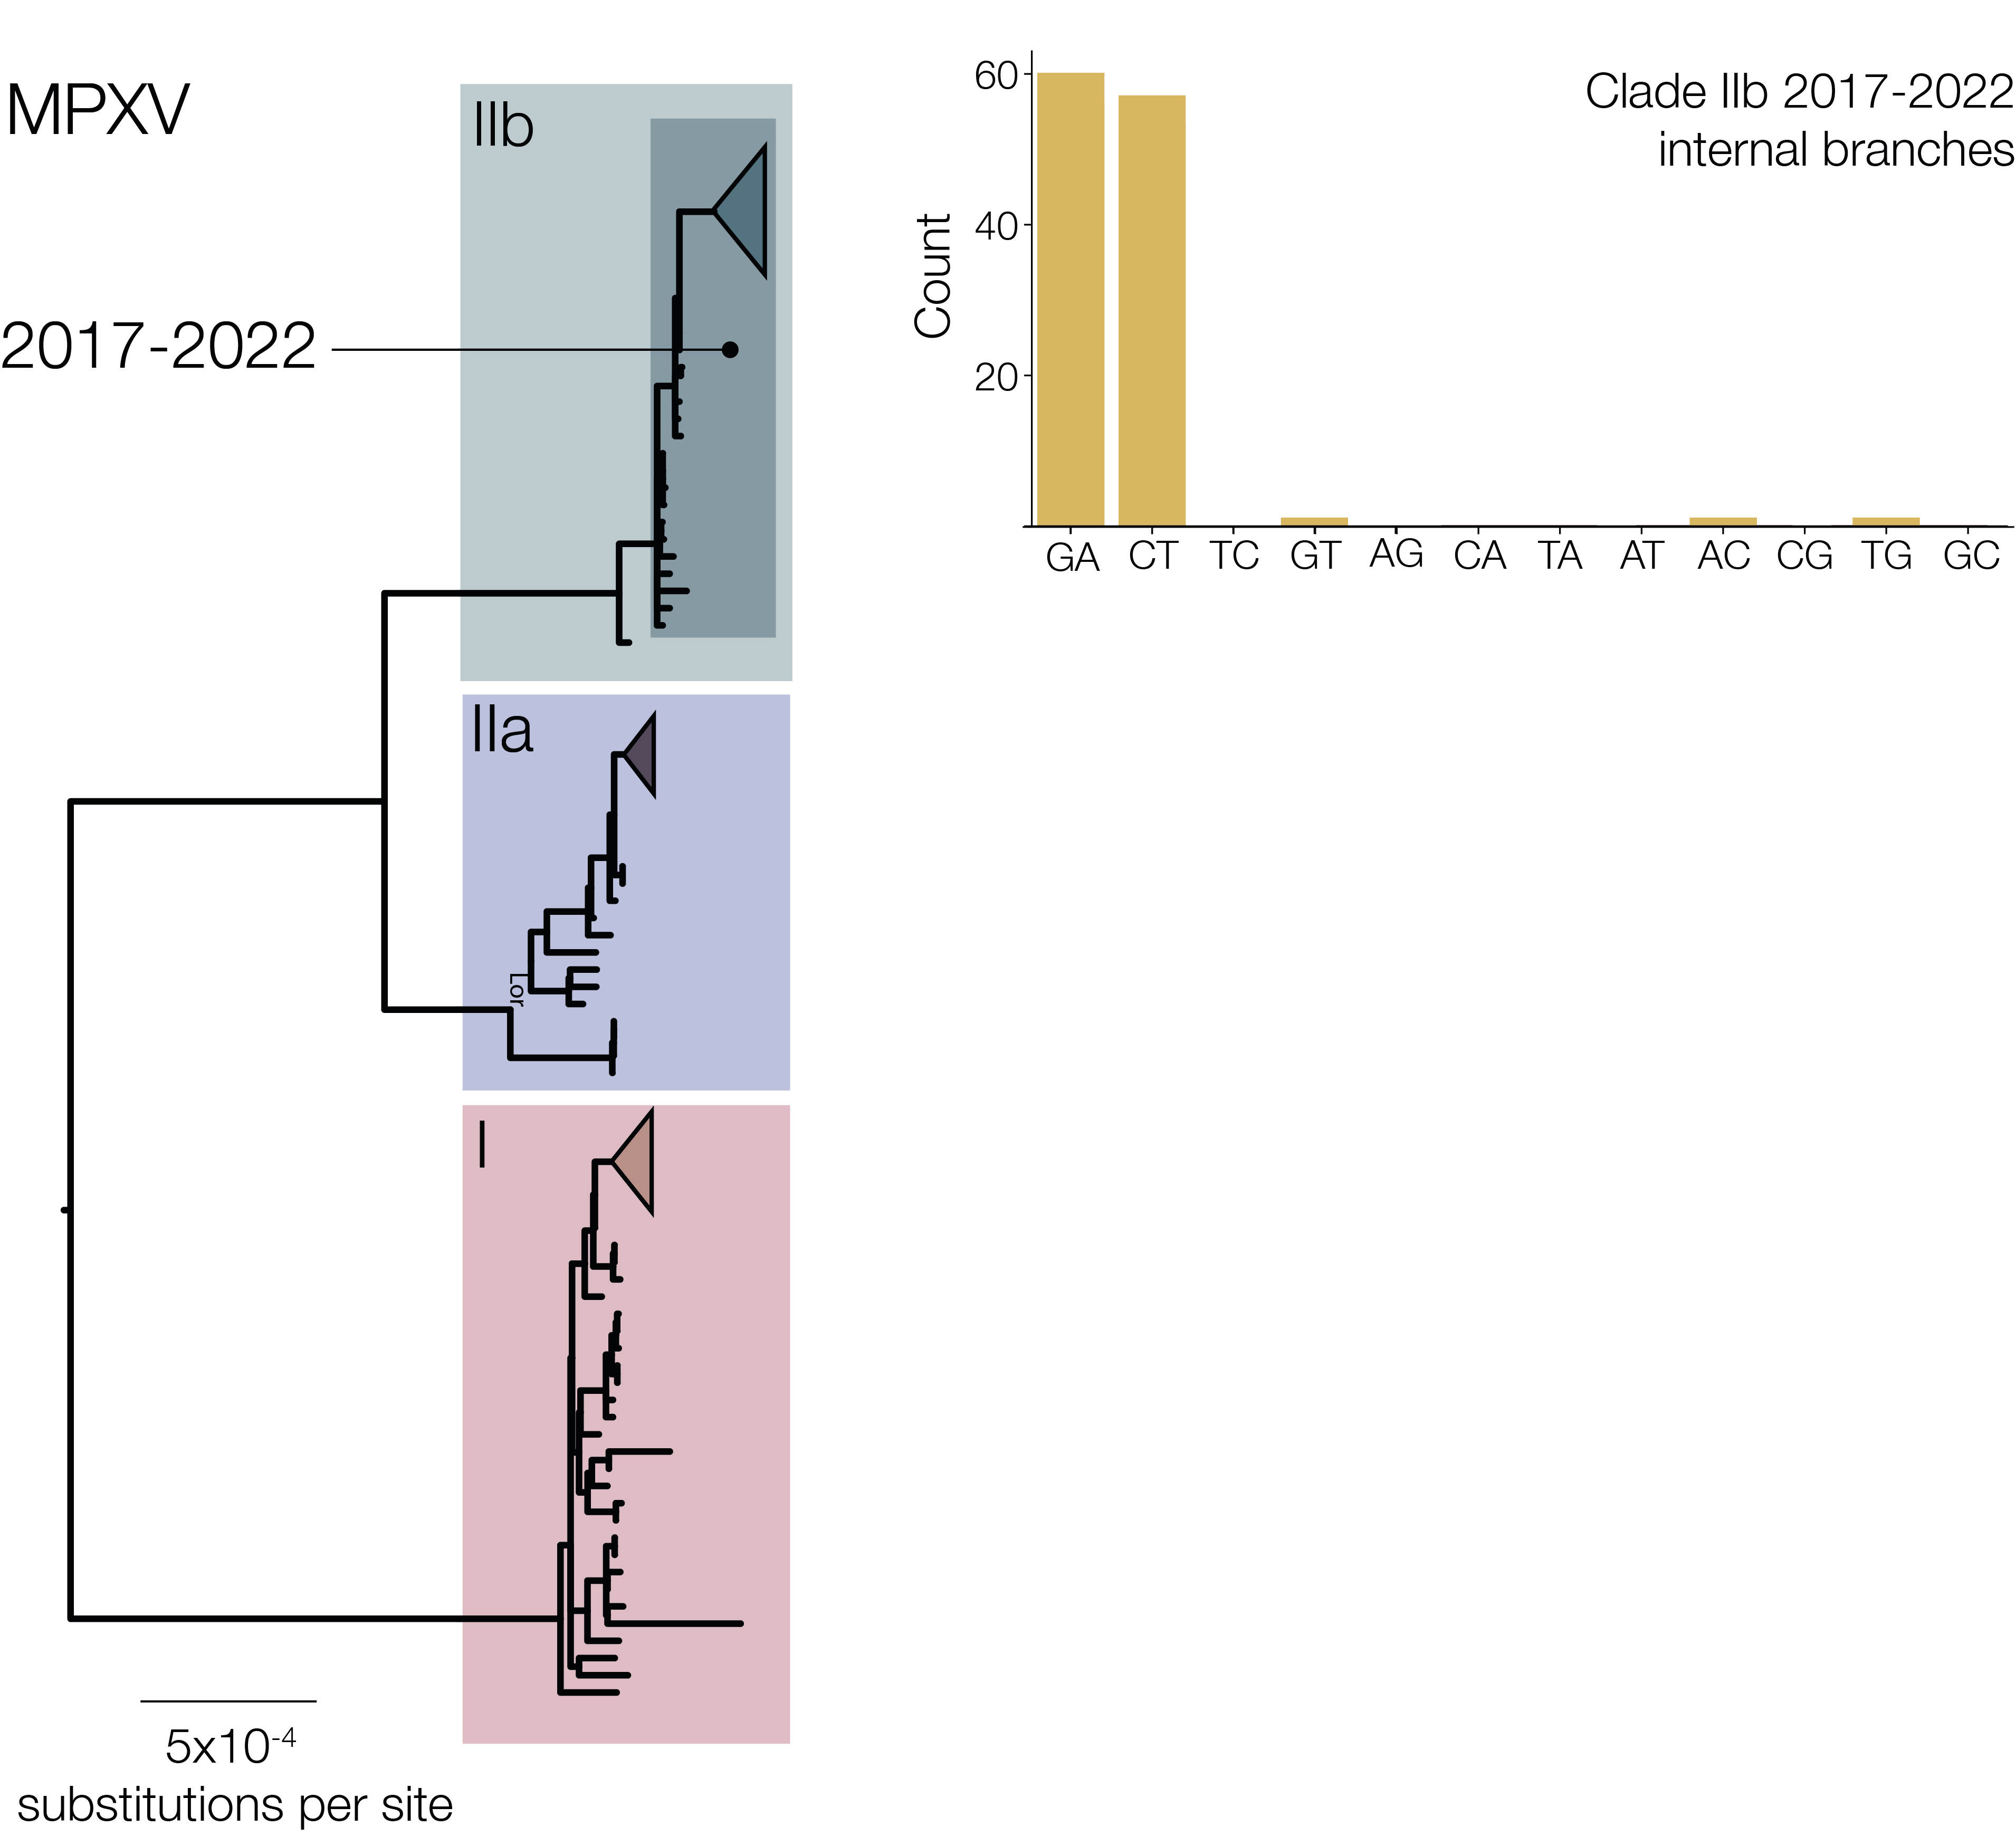 MPXV
IIb
2017-2022
IIa
Lor
I
5x10-4
substitutions per site
Clade IIb 2017-2022
internal branches
Count
60
40
20
GA CT TC GT AG CA TA AT AC CG TG GC